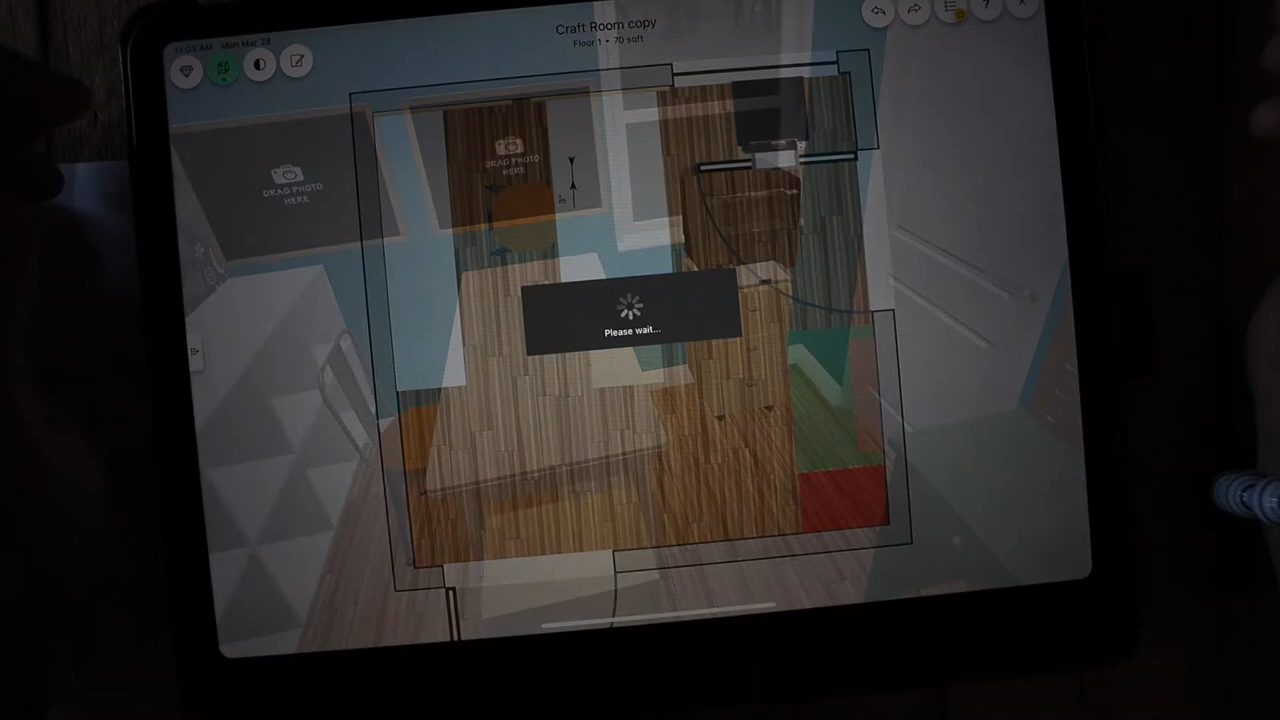 11:03 AM Mon Mar 28
Craft Room copy
Floor 1 • 70 sqft
?
DRAG PHOTO
HERE
DRAG PHOTO
HERE
Please wait...